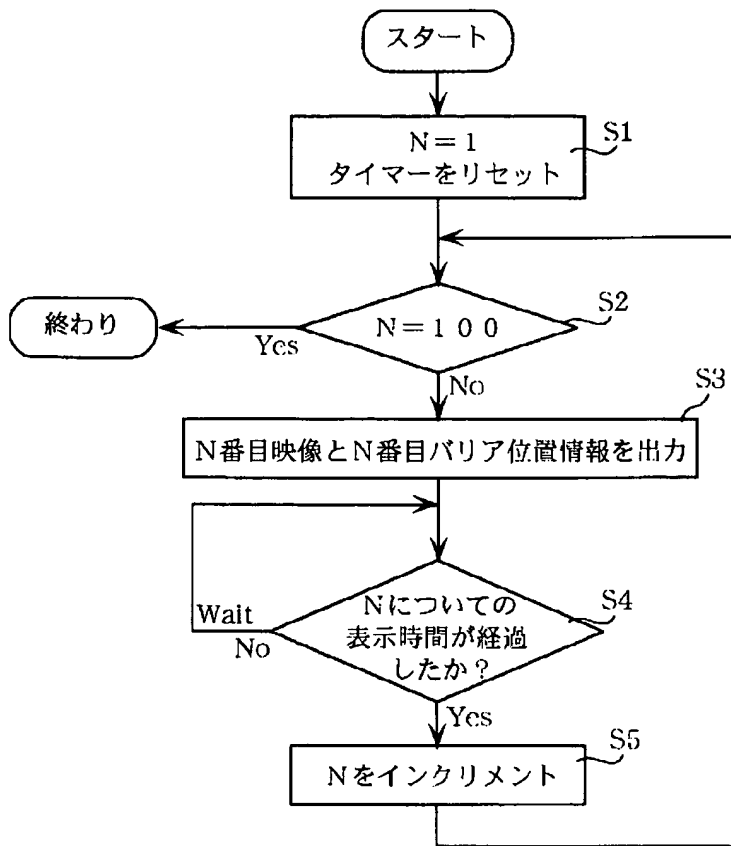 スタート
N=1
タイマーをリセット
S1
N=100
S2
終わり
Yes
No
S3
N番目映像とN番目バリア位置情報を出力
Nについての
表示時間が経過
したか?
S4
Wait
No
Yes
S5
Nをインクリメント